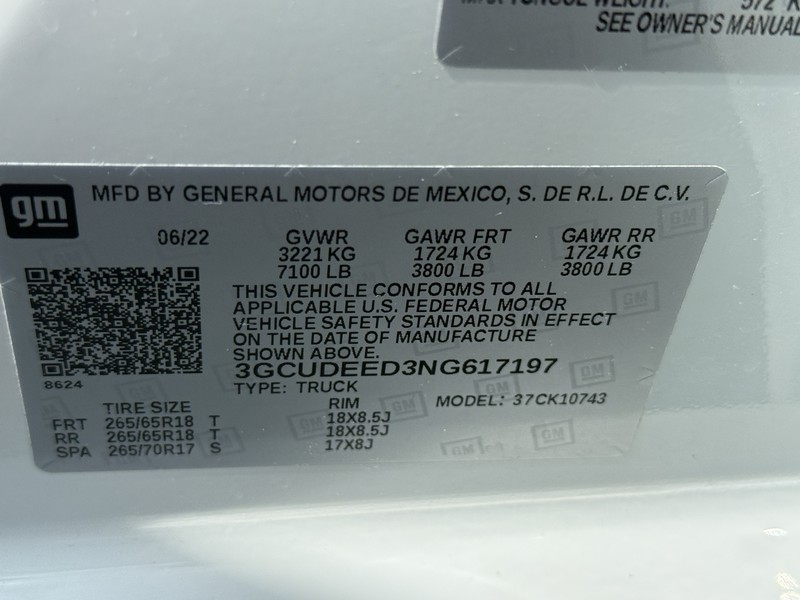 572 K
SEE OWNER'S MANUAL
gm
MFD BY GENERAL MOTORS DE MEXICO, S. DE R.L. DE C.V.
06/22 GVWR GAWR FRT GAWR RR
3221 KG 1724 KG 1724 KG
7100 LB 3800 LB 3800 LB
THIS VEHICLE CONFORMS TO ALL
APPLICABLE U.S. FEDERAL MOTOR
VEHICLE SAFETY STANDARDS IN EFFECT
ON THE DATE OF MANUFACTURE
SHOWN ABOVE.
8624
3GCUDEED3NG617197
TYPE: TRUCK
TIRE SIZE RIM MODEL: 37CK10743
FRT 265/65R18 T 18X8.5J
RR 265/65R18 T 18X8.5J
SPA 265/70R17 S 17X8J